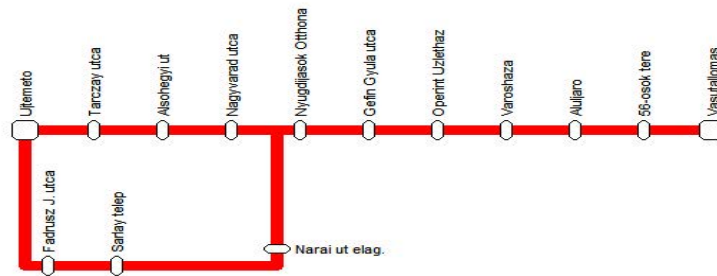 Ujtemeto
Tarczay utca
Alsohegyi ut
Nagyvarad utca
Nyugdijasok Otthona
Gefin Gyula utca
Operint Uzlethaz
Varoshaza
Aluljaro
56-osok tere
Vasutallomas
Fadrusz J. utca
Sarlay telep
Narai ut elag.